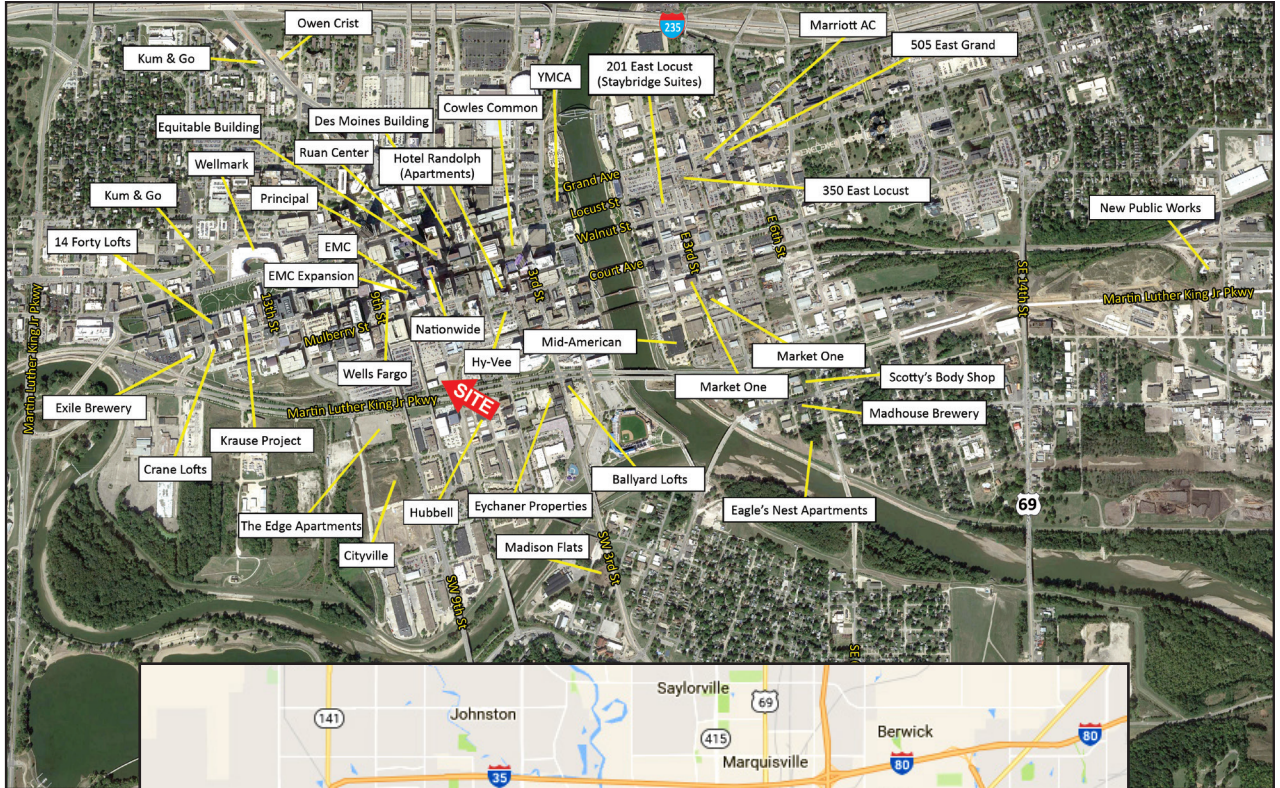 235
Owen Crist
Marriott AC
505 East Grand
Kum & Go
201 East Locust
(Staybridge Suites)
YMCA
Cowles Common
Des Moines Building
Equitable Building
Ruan Center
Hotel Randolph
(Apartments)
Wellmark
Grand Ave
350 East Locust
Kum & Go
Principal
Locust St
New Public Works
Walnut St
E 6th St
14 Forty Lofts
EMC
E 3rd St
EMC Expansion
Court Ave
3rd St
SE 14th St
13th St
9th St
Martin Luther King Jr Pkwy
Mulberry St
Nationwide
Mid-American
Market One
Martin Luther King Jr Pkwy
Hy-Vee
Wells Fargo
Market One
Scotty's Body Shop
SITE
Exile Brewery
Martin Luther King Jr Pkwy
Madhouse Brewery
Krause Project
Crane Lofts
Ballyard Lofts
The Edge Apartments
Hubbell
Eychaner Properties
Eagle's Nest Apartments
69
Cityville
Madison Flats
SW 3rd St
SW 9th St
SE
Saylorville
69
141
Johnston
415
Berwick
80
Marquisville
35
80